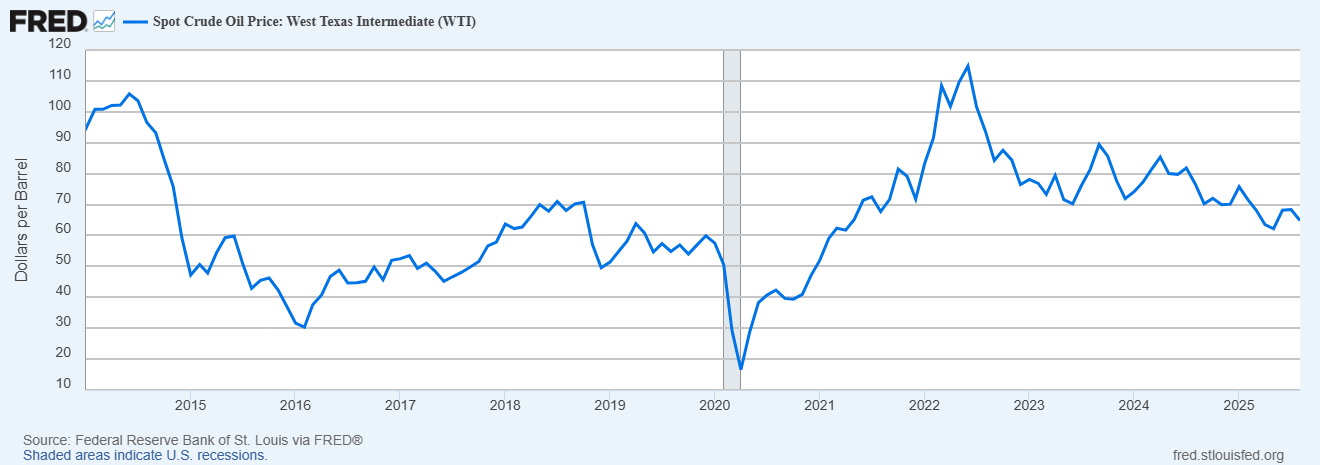 FRED® Spot Crude Oil Price: West Texas Intermediate (WTI)
Dollars per Barrel
120
110
100
90
80
70
60
50
40
30
20
10
2015 2016 2017 2018 2019 2020 2021 2022 2023 2024 2025
Source: Federal Reserve Bank of St. Louis via FRED®
Shaded areas indicate U.S. recessions.
fred.stlouisfed.org